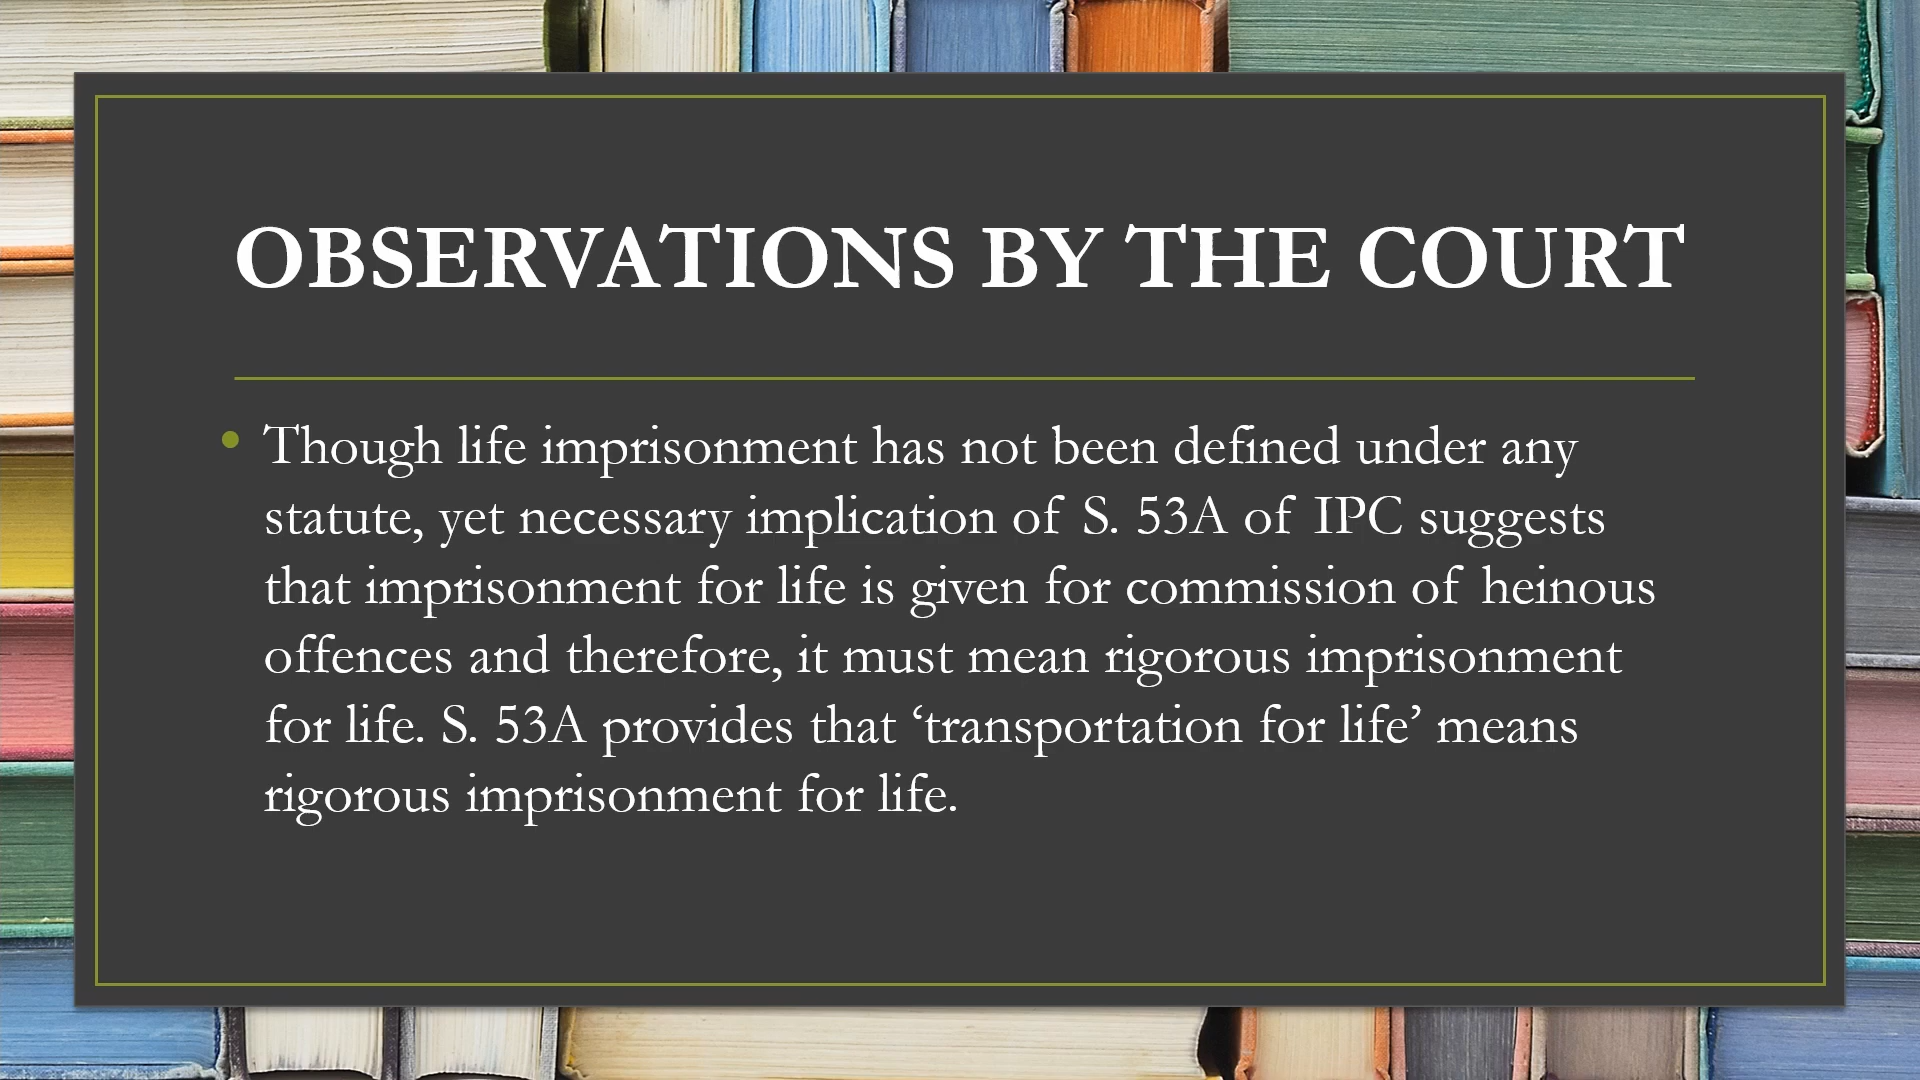 OBSERVATIONS BY THE COURT
• Though life imprisonment has not been defined under any
statute, yet necessary implication of S. 53A of IPC suggests
that imprisonment for life is given for commission of heinous
offences and therefore, it must mean rigorous imprisonment
for life. S. 53A provides that ‘transportation for life’ means
rigorous imprisonment for life.